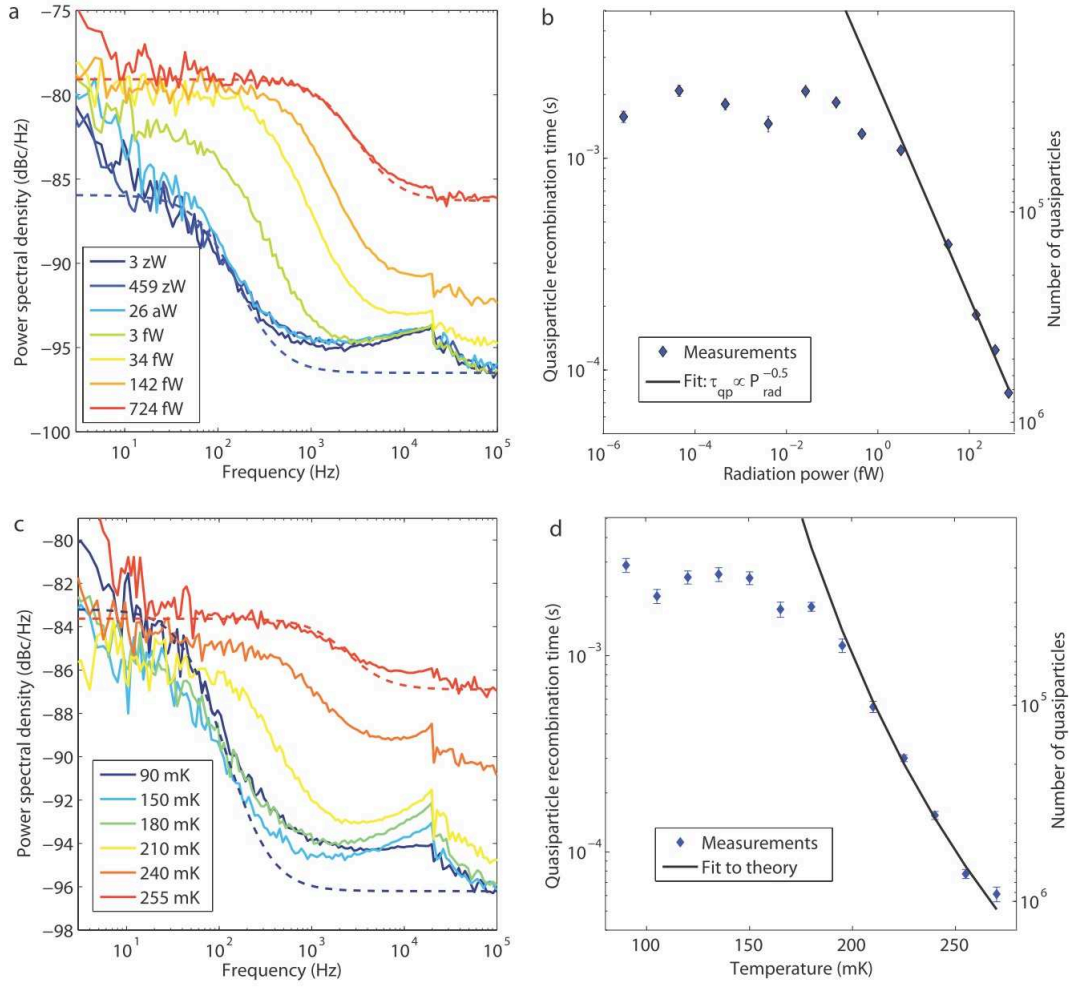 a
Power spectral density (dBc/Hz)
−75
−80
−85
−90
−95
−100
3 zW
459 zW
26 aW
3 fW
34 fW
142 fW
724 fW
10^1
10^2
10^3
10^4
10^5
Frequency (Hz)
b
Quasiparticle recombination time (s)
10^−3
10^−4
Measurements
Fit: τ_qp ∝ P_rad^−0.5
10^−6
10^−4
10^−2
10^0
10^2
Radiation power (fW)
10^5
10^6
Number of quasiparticles
c
Power spectral density (dBc/Hz)
−80
−82
−84
−86
−88
−90
−92
−94
−96
−98
90 mK
150 mK
180 mK
210 mK
240 mK
255 mK
10^1
10^2
10^3
10^4
10^5
Frequency (Hz)
d
Quasiparticle recombination time (s)
10^−3
10^−4
Measurements
Fit to theory
100
150
200
250
Temperature (mK)
10^5
10^6
Number of quasiparticles